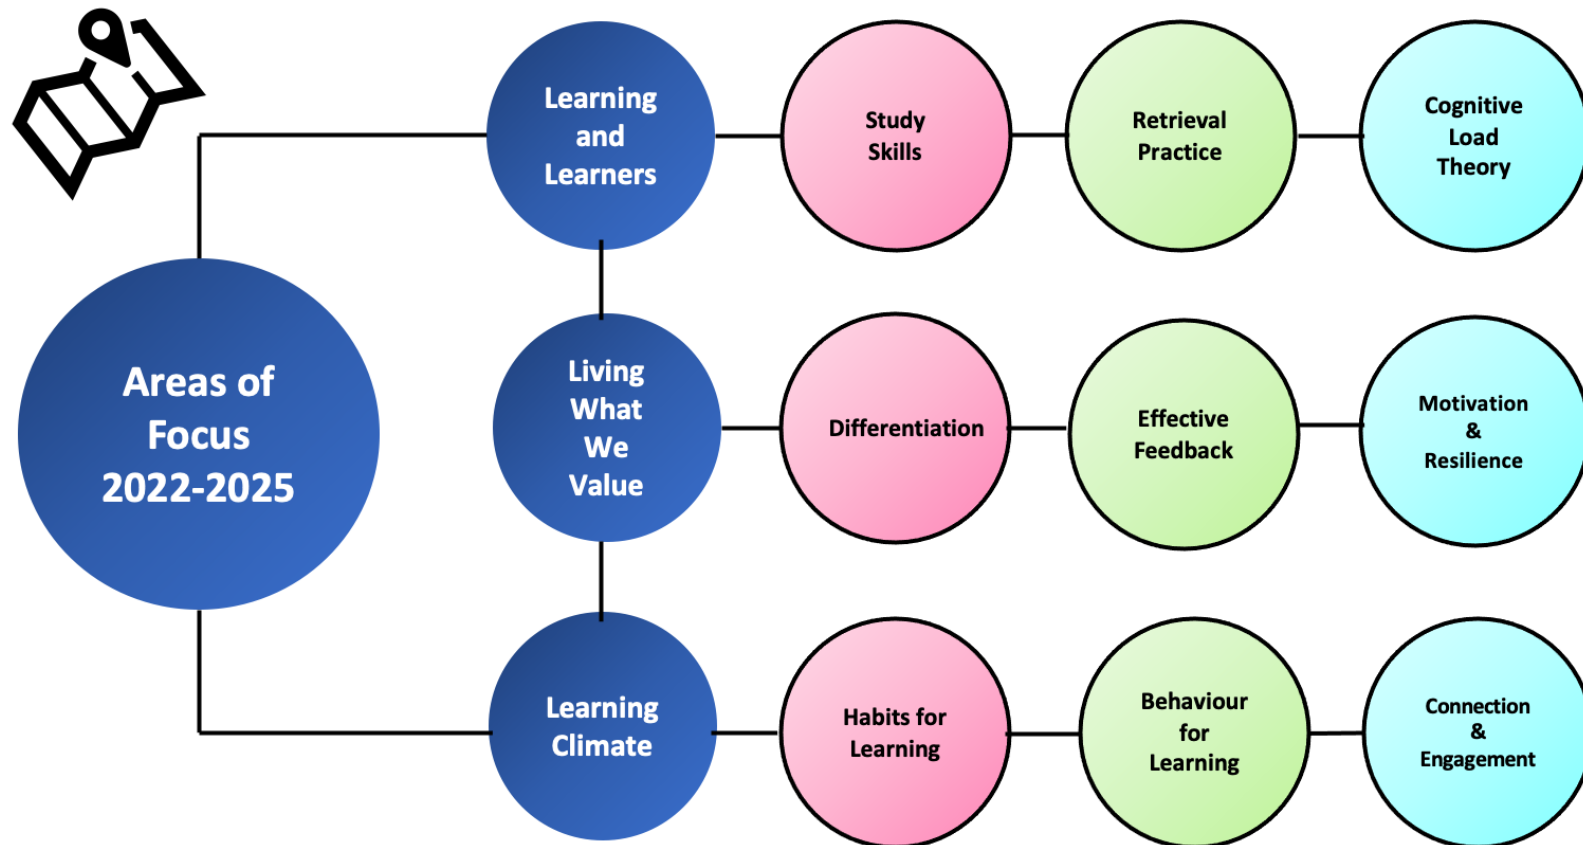 Areas of
Focus
2022-2025
Learning
and
Learners
Study
Skills
Retrieval
Practice
Cognitive
Load
Theory
Living
What
We
Value
Differentiation
Effective
Feedback
Motivation
&
Resilience
Learning
Climate
Habits for
Learning
Behaviour
for
Learning
Connection
&
Engagement